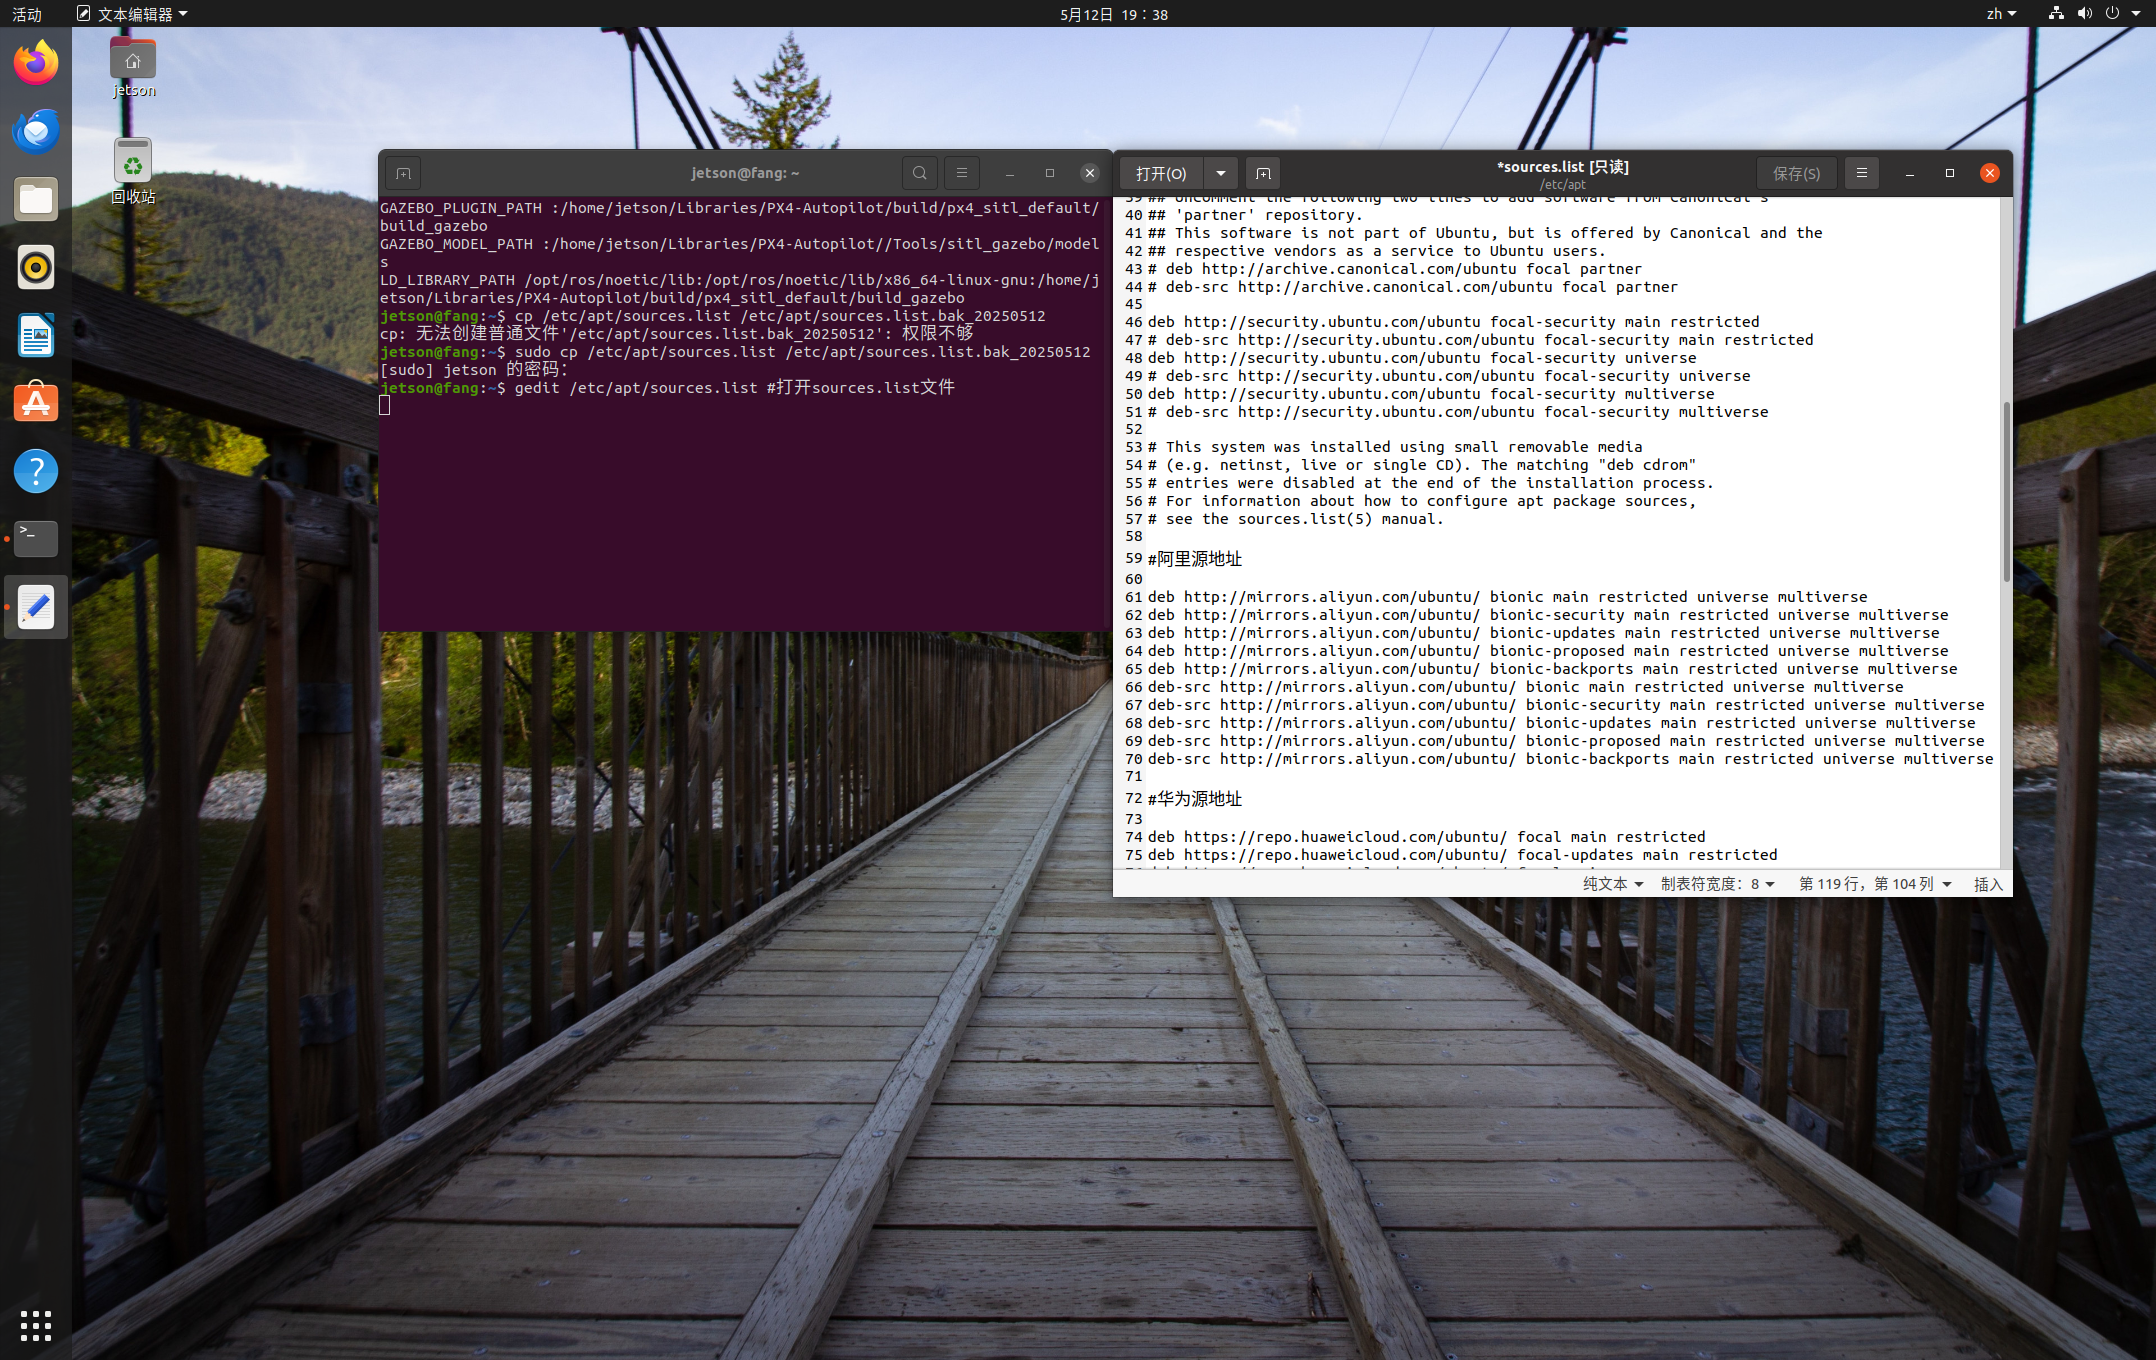 活动
文本编辑器
5月12日 19：38
zh
jetson
回收站
jetson@fang: ~
GAZEBO_PLUGIN_PATH :/home/jetson/Libraries/PX4-Autopilot/build/px4_sitl_default/
build_gazebo
GAZEBO_MODEL_PATH :/home/jetson/Libraries/PX4-Autopilot//Tools/sitl_gazebo/model
s
LD_LIBRARY_PATH /opt/ros/noetic/lib:/opt/ros/noetic/lib/x86_64-linux-gnu:/home/j
etson/Libraries/PX4-Autopilot/build/px4_sitl_default/build_gazebo
jetson@fang:~$ cp /etc/apt/sources.list /etc/apt/sources.list.bak_20250512
cp: 无法创建普通文件'/etc/apt/sources.list.bak_20250512': 权限不够
jetson@fang:~$ sudo cp /etc/apt/sources.list /etc/apt/sources.list.bak_20250512
[sudo] jetson 的密码：
jetson@fang:~$ gedit /etc/apt/sources.list #打开sources.list文件
打开(O)
*sources.list [只读]
/etc/apt
保存(S)
39 ## Uncomment the following two lines to add software from Canonical's
40 ## 'partner' repository.
41 ## This software is not part of Ubuntu, but is offered by Canonical and the
42 ## respective vendors as a service to Ubuntu users.
43 # deb http://archive.canonical.com/ubuntu focal partner
44 # deb-src http://archive.canonical.com/ubuntu focal partner
45
46 deb http://security.ubuntu.com/ubuntu focal-security main restricted
47 # deb-src http://security.ubuntu.com/ubuntu focal-security main restricted
48 deb http://security.ubuntu.com/ubuntu focal-security universe
49 # deb-src http://security.ubuntu.com/ubuntu focal-security universe
50 deb http://security.ubuntu.com/ubuntu focal-security multiverse
51 # deb-src http://security.ubuntu.com/ubuntu focal-security multiverse
52
53 # This system was installed using small removable media
54 # (e.g. netinst, live or single CD). The matching "deb cdrom"
55 # entries were disabled at the end of the installation process.
56 # For information about how to configure apt package sources,
57 # see the sources.list(5) manual.
58
59 #阿里源地址
60
61 deb http://mirrors.aliyun.com/ubuntu/ bionic main restricted universe multiverse
62 deb http://mirrors.aliyun.com/ubuntu/ bionic-security main restricted universe multiverse
63 deb http://mirrors.aliyun.com/ubuntu/ bionic-updates main restricted universe multiverse
64 deb http://mirrors.aliyun.com/ubuntu/ bionic-proposed main restricted universe multiverse
65 deb http://mirrors.aliyun.com/ubuntu/ bionic-backports main restricted universe multiverse
66 deb-src http://mirrors.aliyun.com/ubuntu/ bionic main restricted universe multiverse
67 deb-src http://mirrors.aliyun.com/ubuntu/ bionic-security main restricted universe multiverse
68 deb-src http://mirrors.aliyun.com/ubuntu/ bionic-updates main restricted universe multiverse
69 deb-src http://mirrors.aliyun.com/ubuntu/ bionic-proposed main restricted universe multiverse
70 deb-src http://mirrors.aliyun.com/ubuntu/ bionic-backports main restricted universe multiverse
71
72 #华为源地址
73
74 deb https://repo.huaweicloud.com/ubuntu/ focal main restricted
75 deb https://repo.huaweicloud.com/ubuntu/ focal-updates main restricted
纯文本 制表符宽度：8 第 119 行，第 104 列 插入